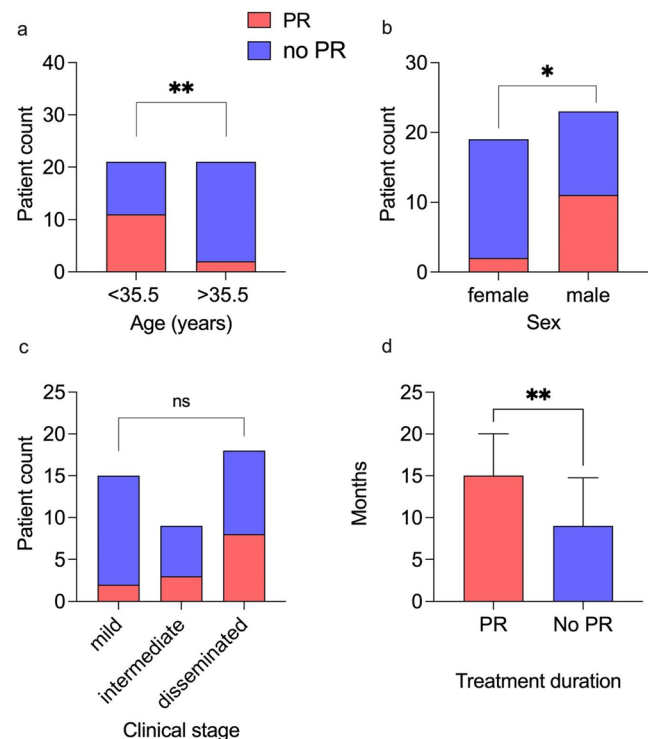 PR
no PR
a
40
30
20
10
0
Patient count
**
<35.5
>35.5
Age (years)
b
30
20
10
0
Patient count
*
female
male
Sex
c
25
20
15
10
5
0
Patient count
ns
mild
intermediate
disseminated
Clinical stage
d
25
20
15
10
5
0
Months
**
PR
No PR
Treatment duration